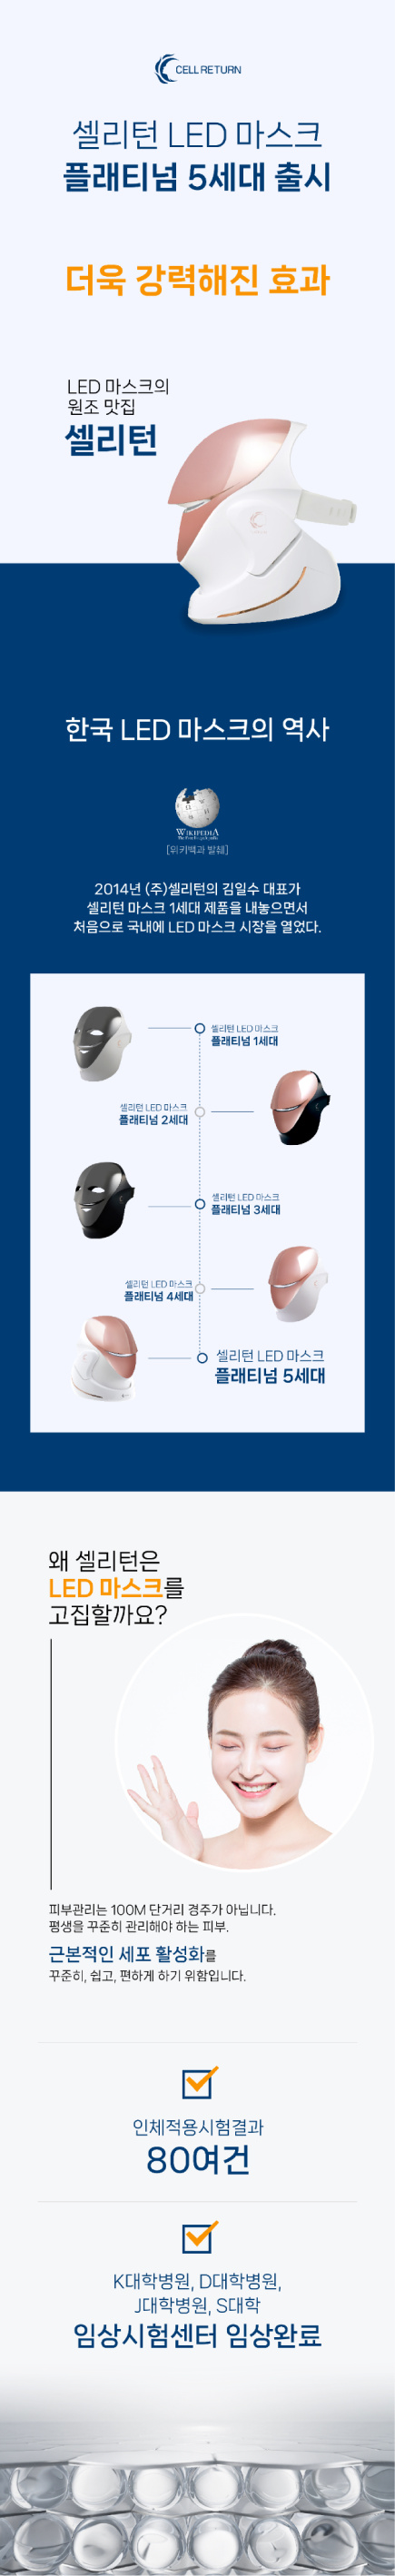 CELL RETURN
셀리턴 LED 마스크
플래티넘 5세대 출시
더욱 강력해진 효과
LED 마스크의
원조 맛집
셀리턴
한국 LED 마스크의 역사
WIKIPEDIA
The Free Encyclopedia
[위키백과 발췌]
2014년 (주)셀리턴의 김일수 대표가
셀리턴 마스크 1세대 제품을 내놓으면서
처음으로 국내에 LED 마스크 시장을 열었다.
셀리턴 LED 마스크
플래티넘 1세대
셀리턴 LED 마스크
플래티넘 2세대
셀리턴 LED 마스크
플래티넘 3세대
셀리턴 LED 마스크
플래티넘 4세대
셀리턴 LED 마스크
플래티넘 5세대
왜 셀리턴은
LED 마스크를
고집할까요?
피부관리는 100M 단거리 경주가 아닙니다.
평생을 꾸준히 관리해야 하는 피부.
근본적인 세포 활성화를
꾸준히, 쉽고, 편하게 하기 위함입니다.
인체적용시험결과
80여건
K대학병원, D대학병원,
J대학병원, S대학
임상시험센터 임상완료